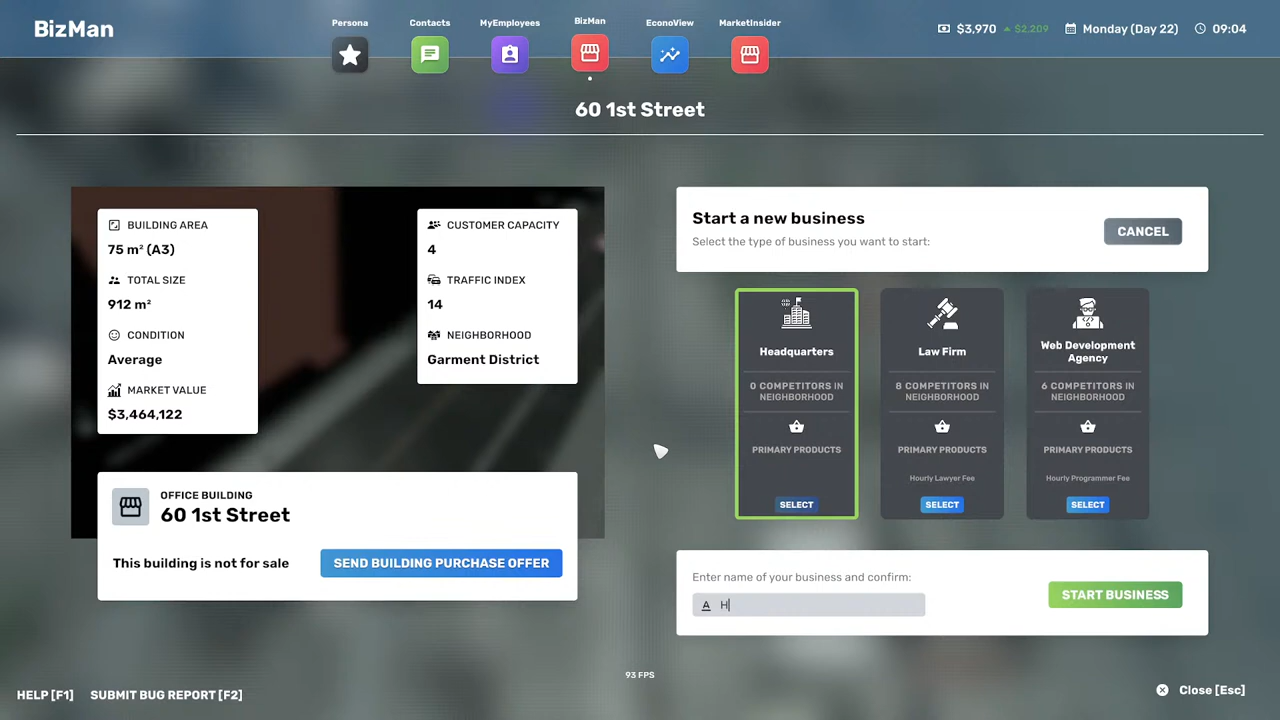 BizMan
Persona
Contacts
MyEmployees
BizMan
EconoView
MarketInsider
$3,970 $2,209
Monday (Day 22)
09:04
60 1st Street
BUILDING AREA
75 m² (A3)
TOTAL SIZE
912 m²
CONDITION
Average
MARKET VALUE
$3,464,122
CUSTOMER CAPACITY
4
TRAFFIC INDEX
14
NEIGHBORHOOD
Garment District
OFFICE BUILDING
60 1st Street
This building is not for sale
SEND BUILDING PURCHASE OFFER
Start a new business
Select the type of business you want to start:
CANCEL
Headquarters
0 COMPETITORS IN
NEIGHBORHOOD
PRIMARY PRODUCTS
SELECT
Law Firm
8 COMPETITORS IN
NEIGHBORHOOD
PRIMARY PRODUCTS
Hourly Lawyer Fee
SELECT
Web Development
Agency
6 COMPETITORS IN
NEIGHBORHOOD
PRIMARY PRODUCTS
Hourly Programmer Fee
SELECT
Enter name of your business and confirm:
A H
START BUSINESS
93 FPS
HELP [F1]
SUBMIT BUG REPORT [F2]
Close [Esc]